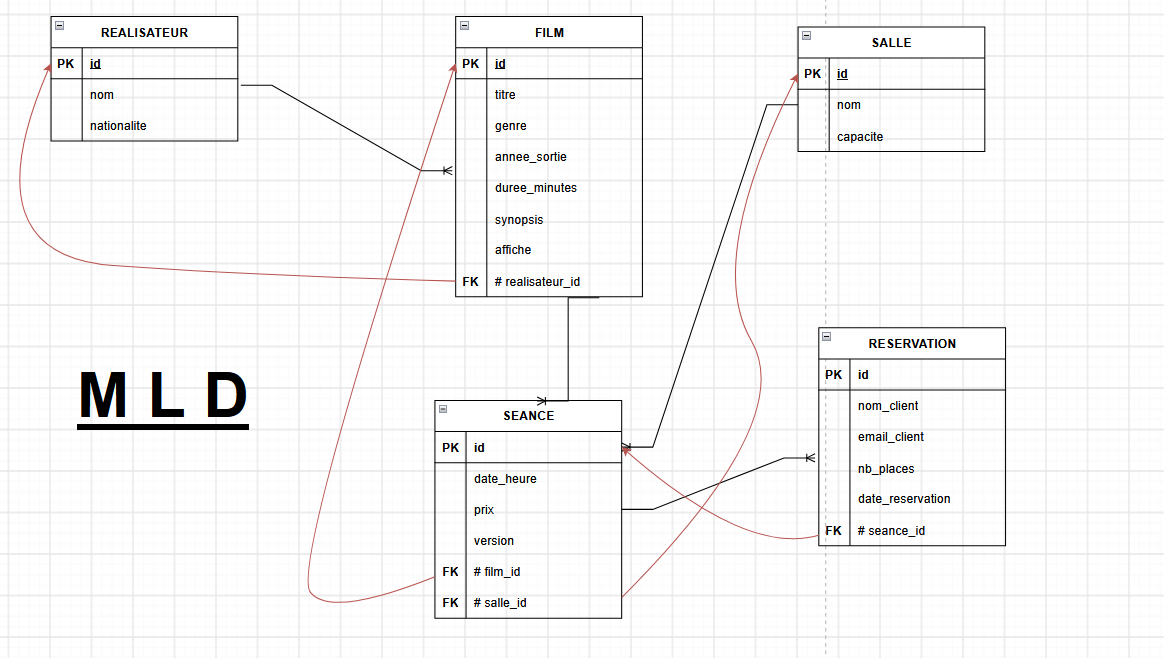 REALISATEUR
PK id
nom
nationalite
FILM
PK id
titre
genre
annee_sortie
duree_minutes
synopsis
affiche
FK # realisateur_id
SALLE
PK id
nom
capacite
M L D
SEANCE
PK id
date_heure
prix
version
FK # film_id
FK # salle_id
RESERVATION
PK id
nom_client
email_client
nb_places
date_reservation
FK # seance_id